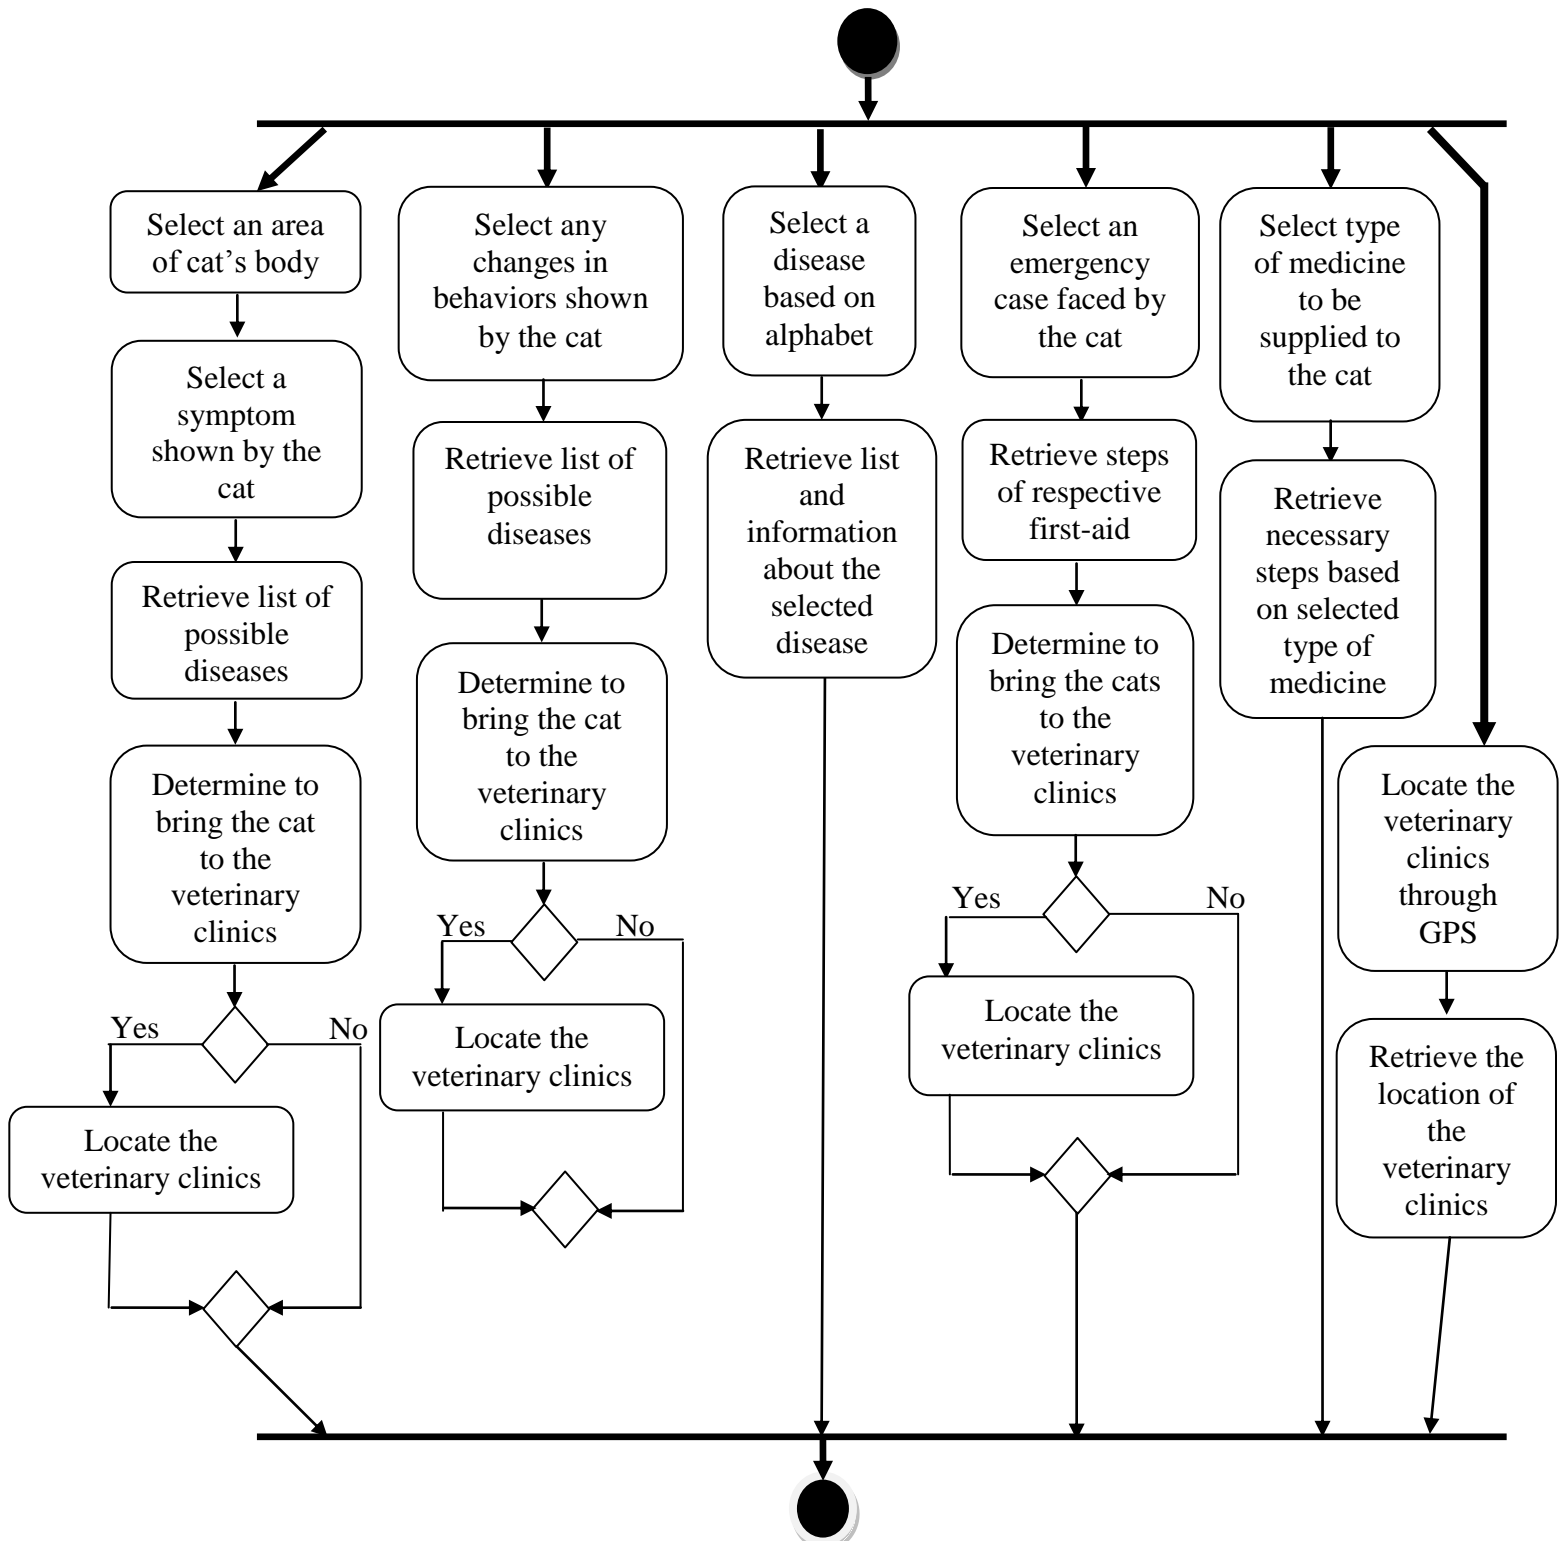 Select an area
of cat's body
Select a
symptom
shown by the
cat
Retrieve list of
possible
diseases
Determine to
bring the cat
to the
veterinary
clinics
Yes
No
Locate the
veterinary clinics
Select any
changes in
behaviors shown
by the cat
Retrieve list of
possible
diseases
Determine to
bring the cat
to the
veterinary
clinics
Yes
No
Locate the
veterinary clinics
Select a
disease
based on
alphabet
Retrieve list
and
information
about the
selected
disease
Select an
emergency
case faced by
the cat
Retrieve steps
of respective
first-aid
Determine to
bring the cats
to the
veterinary
clinics
Yes
No
Locate the
veterinary clinics
Select type
of medicine
to be
supplied to
the cat
Retrieve
necessary
steps based
on selected
type of
medicine
Locate the
veterinary
clinics
through
GPS
Retrieve the
location of
the
veterinary
clinics